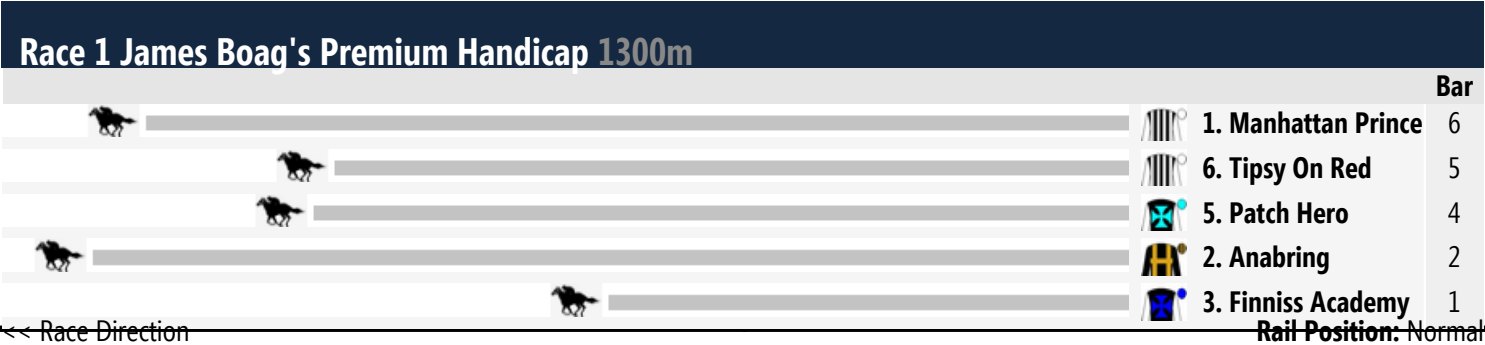 Race 1 James Boag's Premium Handicap 1300m
Bar
1. Manhattan Prince 6
6. Tipsy On Red 5
5. Patch Hero 4
2. Anabring 2
3. Finniss Academy 1
<< Race Direction Rail Position: Normal